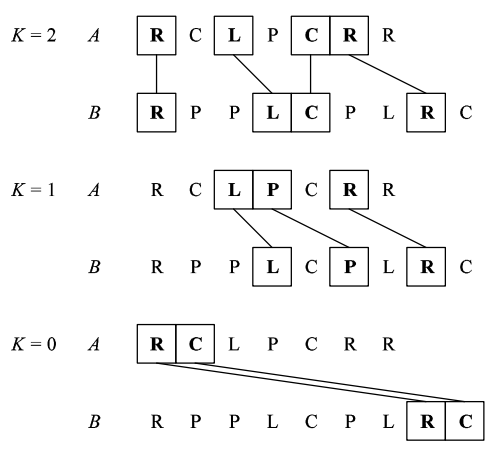 K = 2 A R C L P C R R
B R P P L C P L R C
K = 1 A R C L P C R R
B R P P L C P L R C
K = 0 A R C L P C R R
B R P P L C P L R C